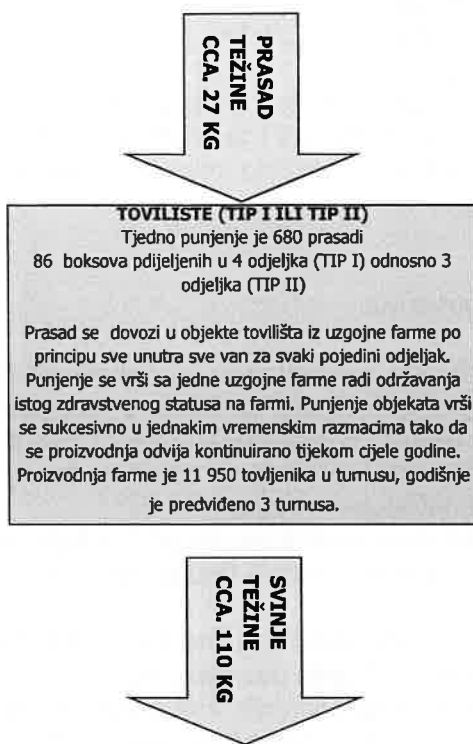 PRASAD
TEŽINE
CCA. 27 KG
TOVILISTE (TIP I ILI TIP II)
Tjedno punjenje je 680 prasadi
86 boksova pdijeljenih u 4 odjeljka (TIP I) odnosno 3
odjeljka (TIP II)
Prasad se dovozi u objekte tovilišta iz uzgojne farme po
principu sve unutra sve van za svaki pojedini odjeljak.
Punjenje se vrši sa jedne uzgojne farme radi održavanja
istog zdravstvenog statusa na farmi. Punjenje objekata vrši
se sukcesivno u jednakim vremenskim razmacima tako da
se proizvodnja odvija kontinuirano tijekom cijele godine.
Proizvodnja farme je 11 950 tovljenika u turnusu, godišnje
je predviđeno 3 turnusa.
SVINJE
TEŽINE
CCA. 110 KG